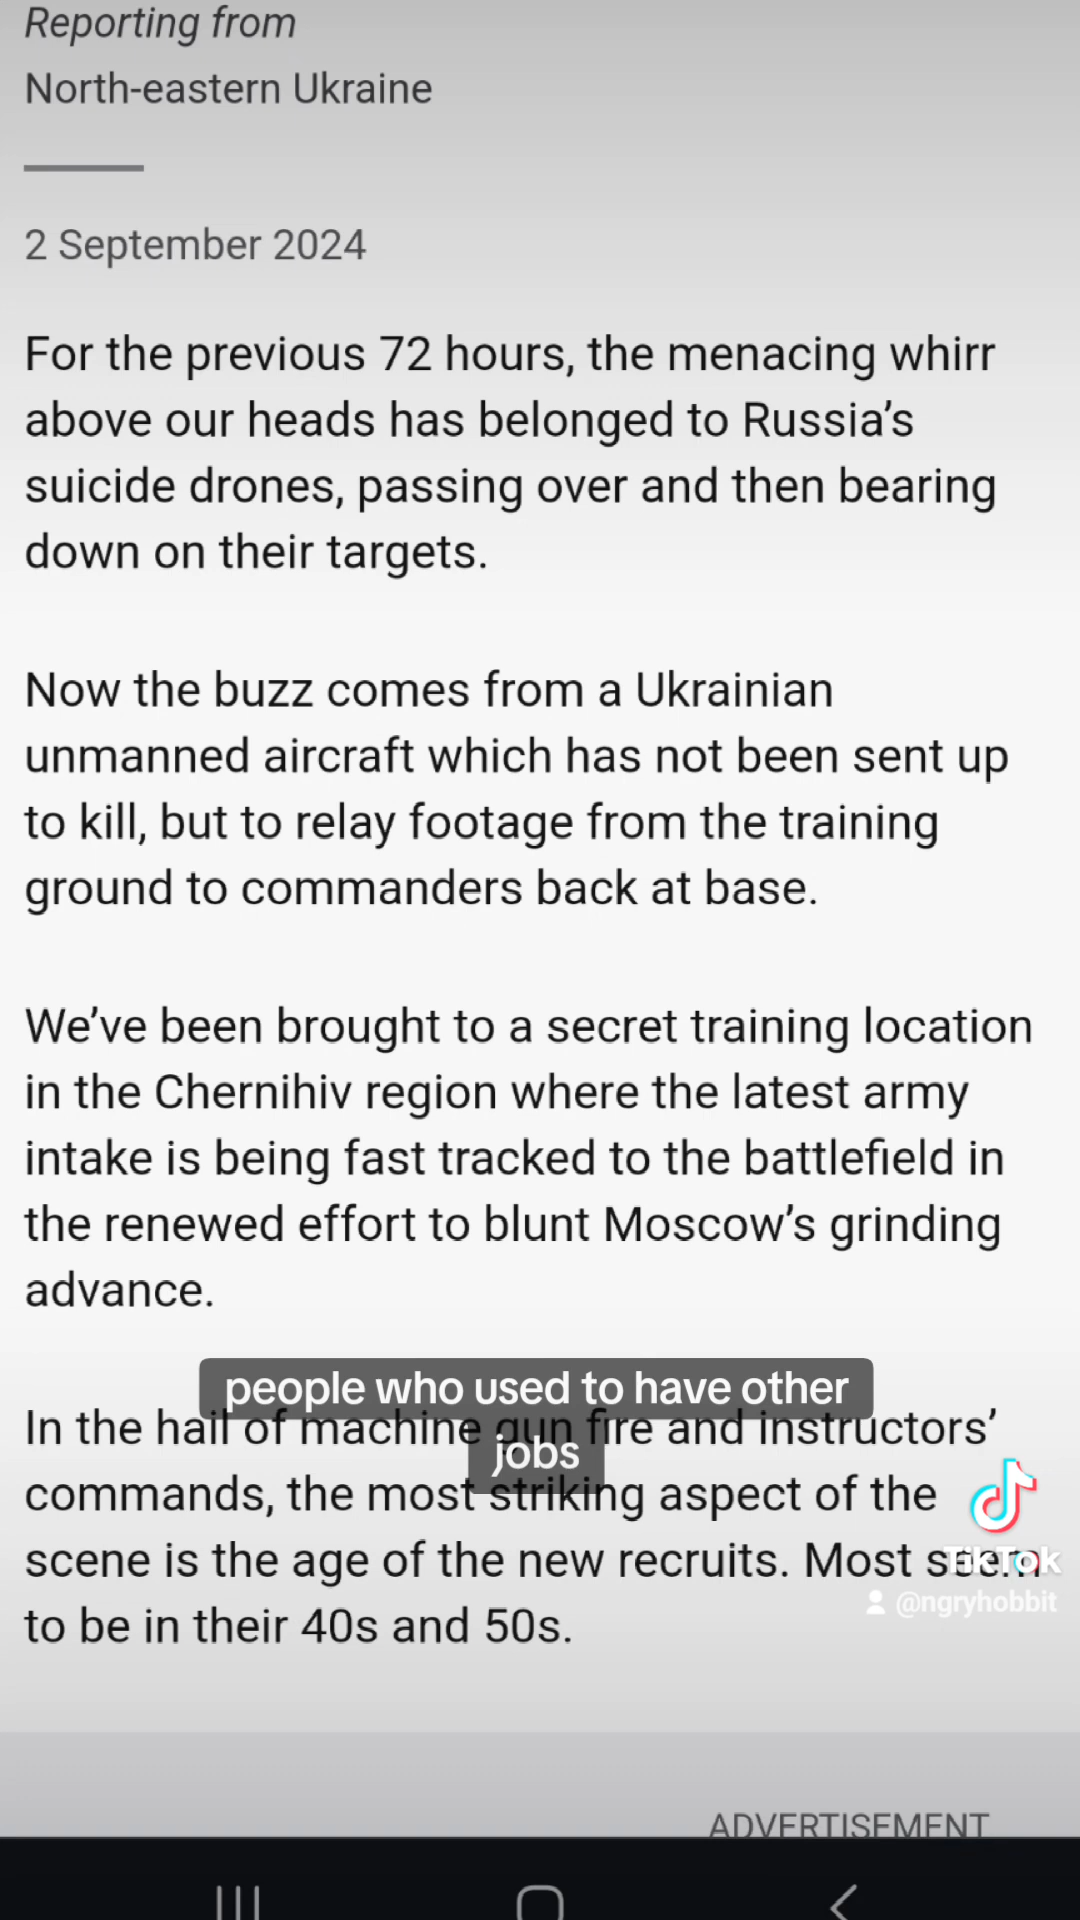 Reporting from
North-eastern Ukraine
2 September 2024
For the previous 72 hours, the menacing whirr
above our heads has belonged to Russia’s
suicide drones, passing over and then bearing
down on their targets.
Now the buzz comes from a Ukrainian
unmanned aircraft which has not been sent up
to kill, but to relay footage from the training
ground to commanders back at base.
We’ve been brought to a secret training location
in the Chernihiv region where the latest army
intake is being fast tracked to the battlefield in
the renewed effort to blunt Moscow’s grinding
advance.
people who used to have other
jobs
In the hail of machine gun fire and instructors’
commands, the most striking aspect of the
scene is the age of the new recruits. Most seem
to be in their 40s and 50s.
TikTok
@ngryhobbit
ADVERTISEMENT